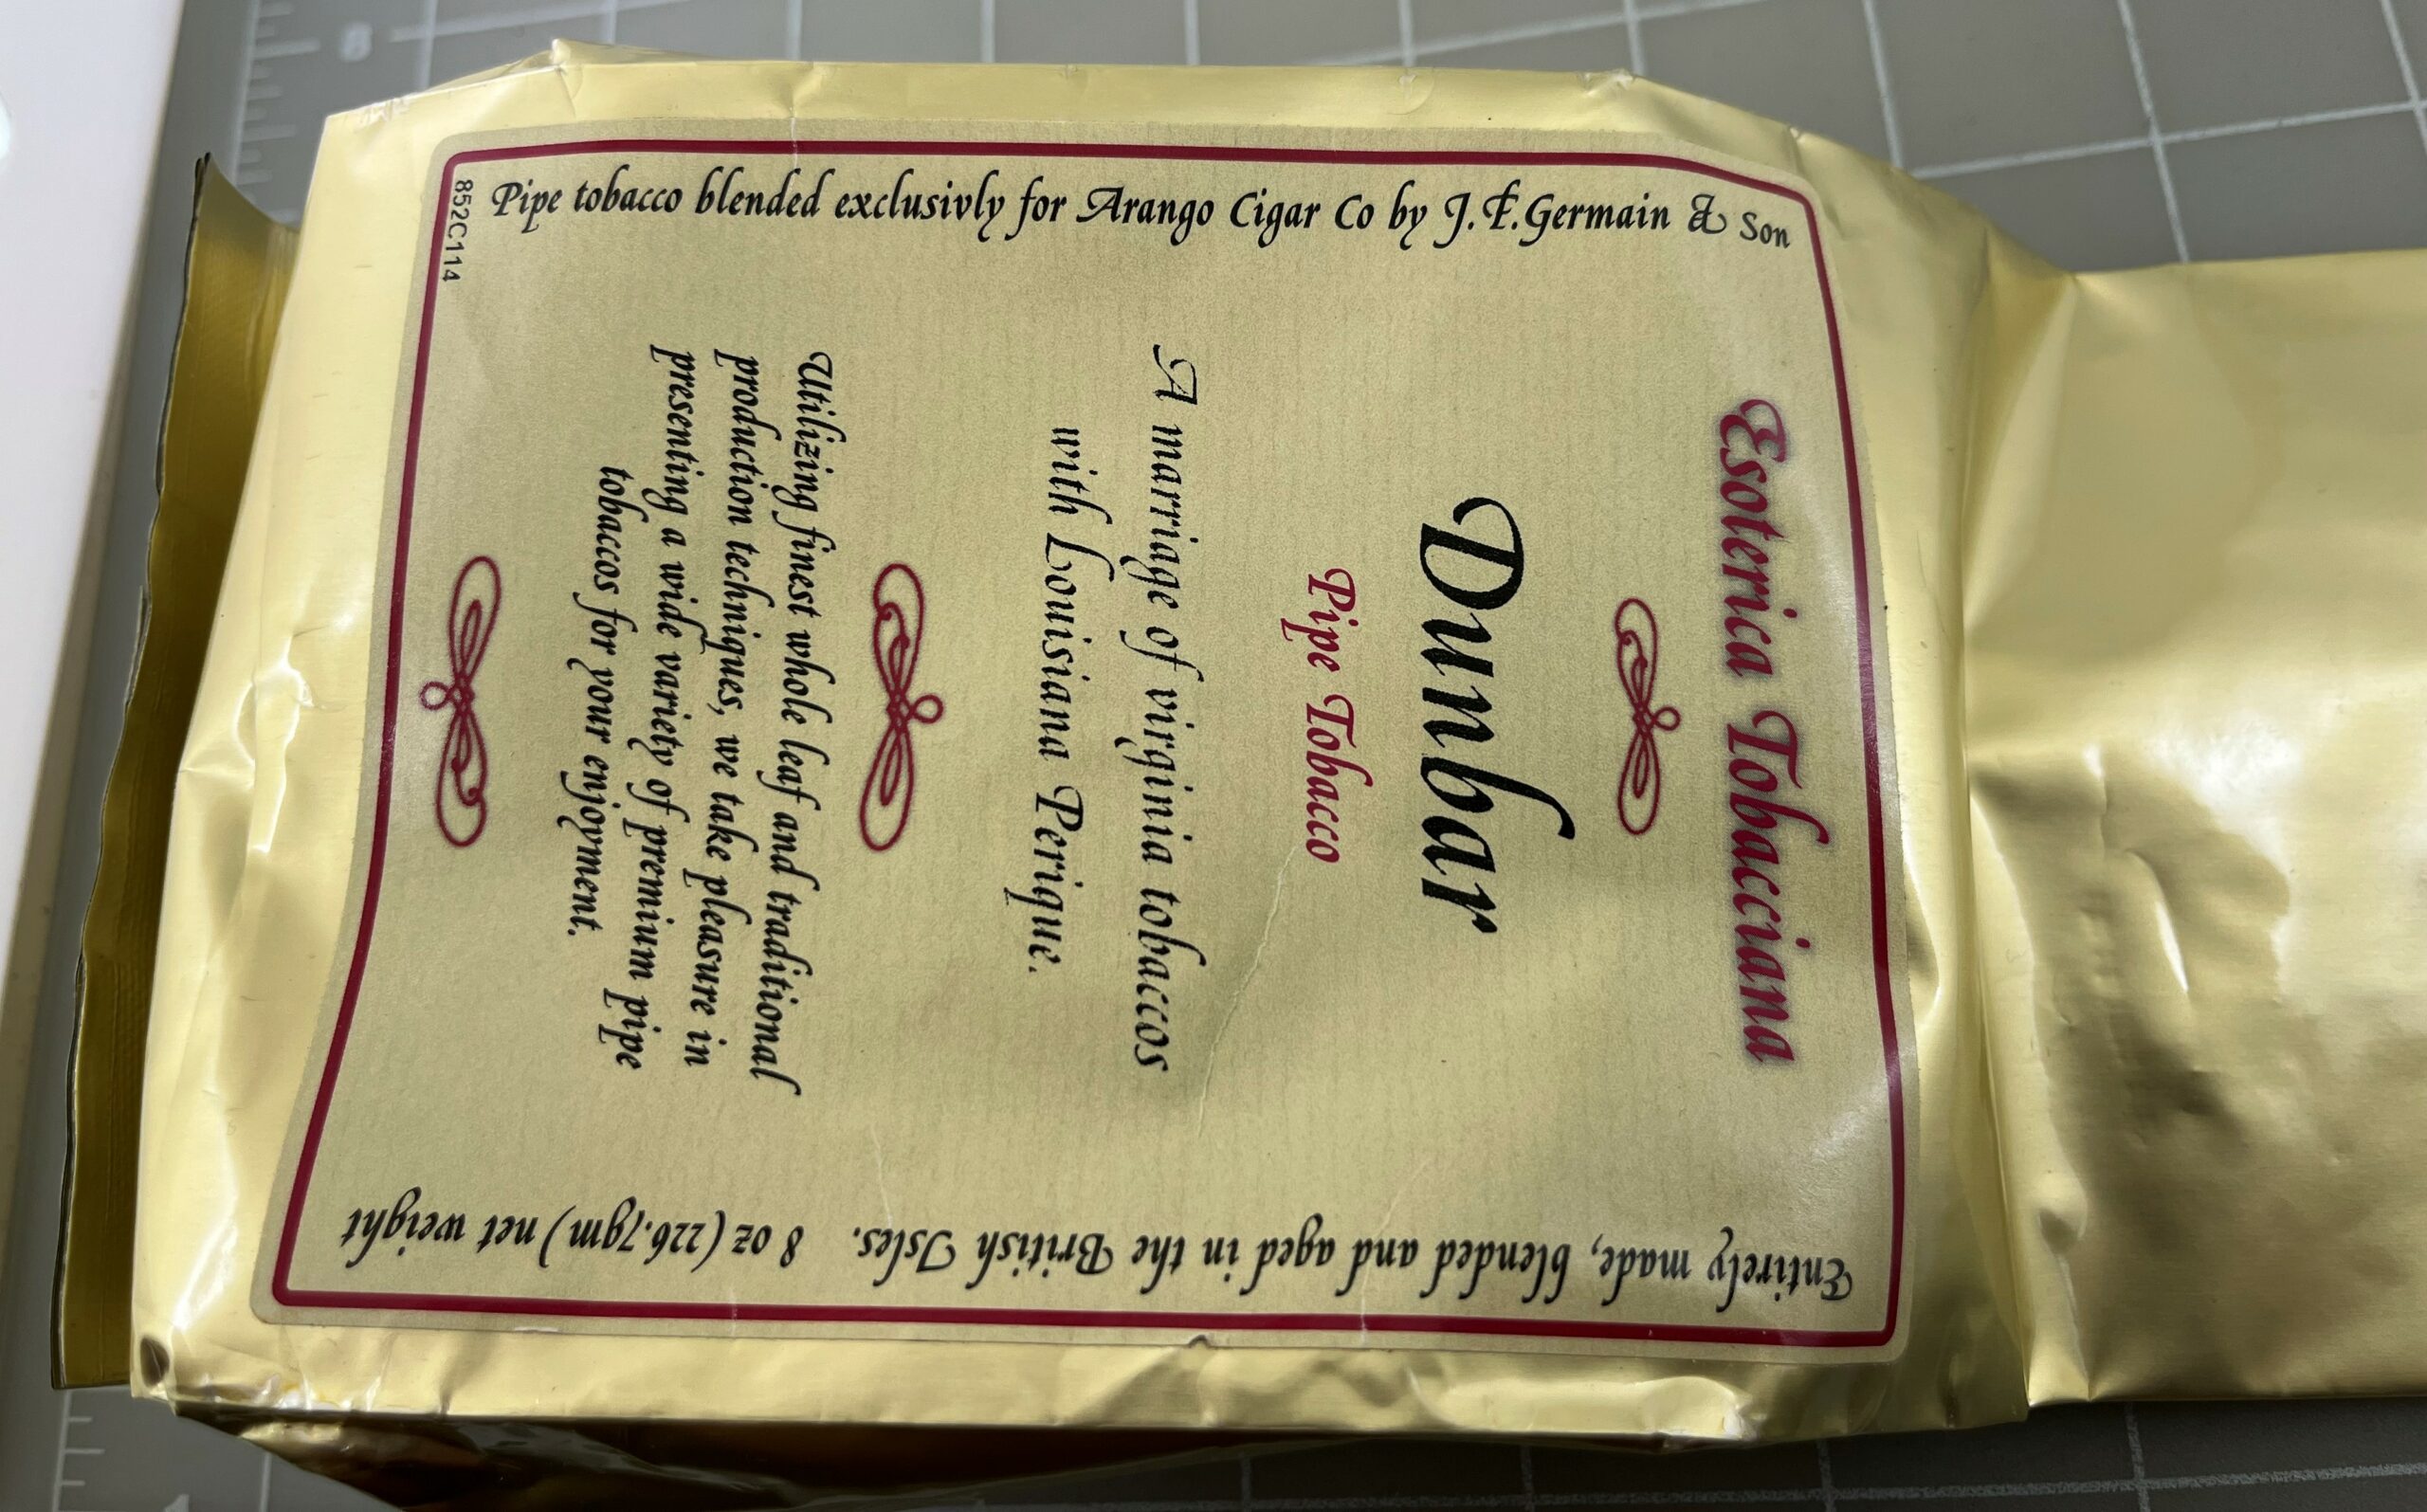 Esoterica Tobacciana
Dunbar
Pipe Tobacco
A marriage of virginia tobaccos
with Louisiana Perique.
Utilizing finest whole leaf and traditional
production techniques, we take pleasure in
presenting a wide variety of premium pipe
tobaccos for your enjoyment.
Pipe tobacco blended exclusivly for Arango Cigar Co by J.F.Germain & Son
852C114
Entirely made, blended and aged in the British Isles. 8 oz (226.7gm) net weight